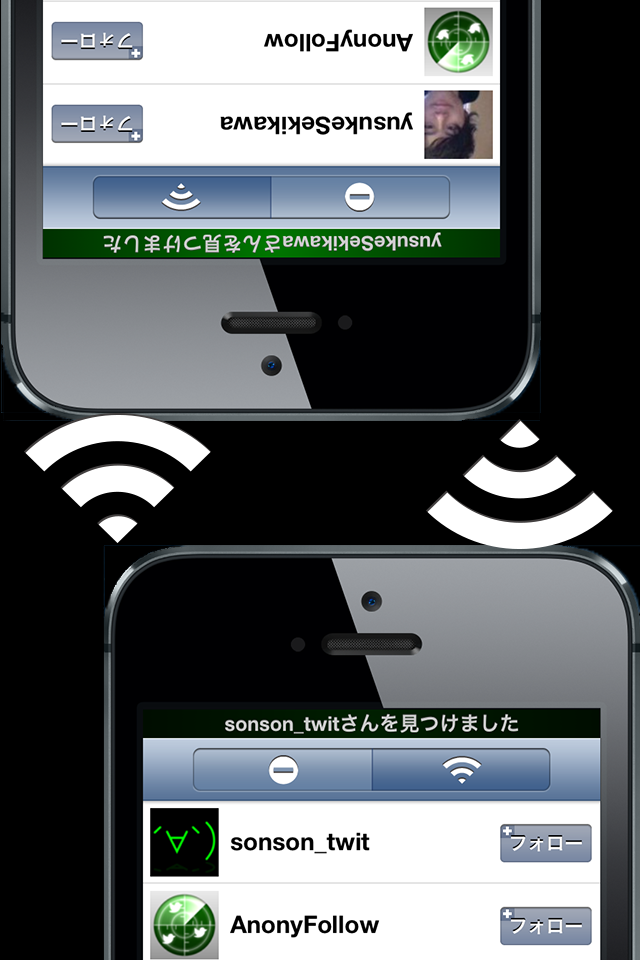 フォロー
AnonyFollow
フォロー
yusukeSekikawa
yusukeSekikawaさんを見つけました
sonson_twitさんを見つけました
sonson_twit
フォロー
AnonyFollow
フォロー